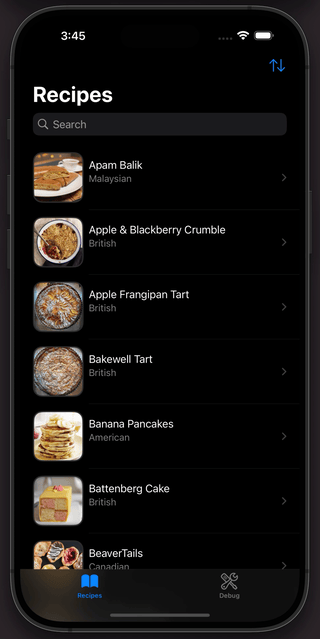 3:45
Recipes
Search
Apam Balik
Malaysian
Apple & Blackberry Crumble
British
Apple Frangipan Tart
British
Bakewell Tart
British
Banana Pancakes
American
Battenberg Cake
British
BeaverTails
Canadian
Recipes
Debug